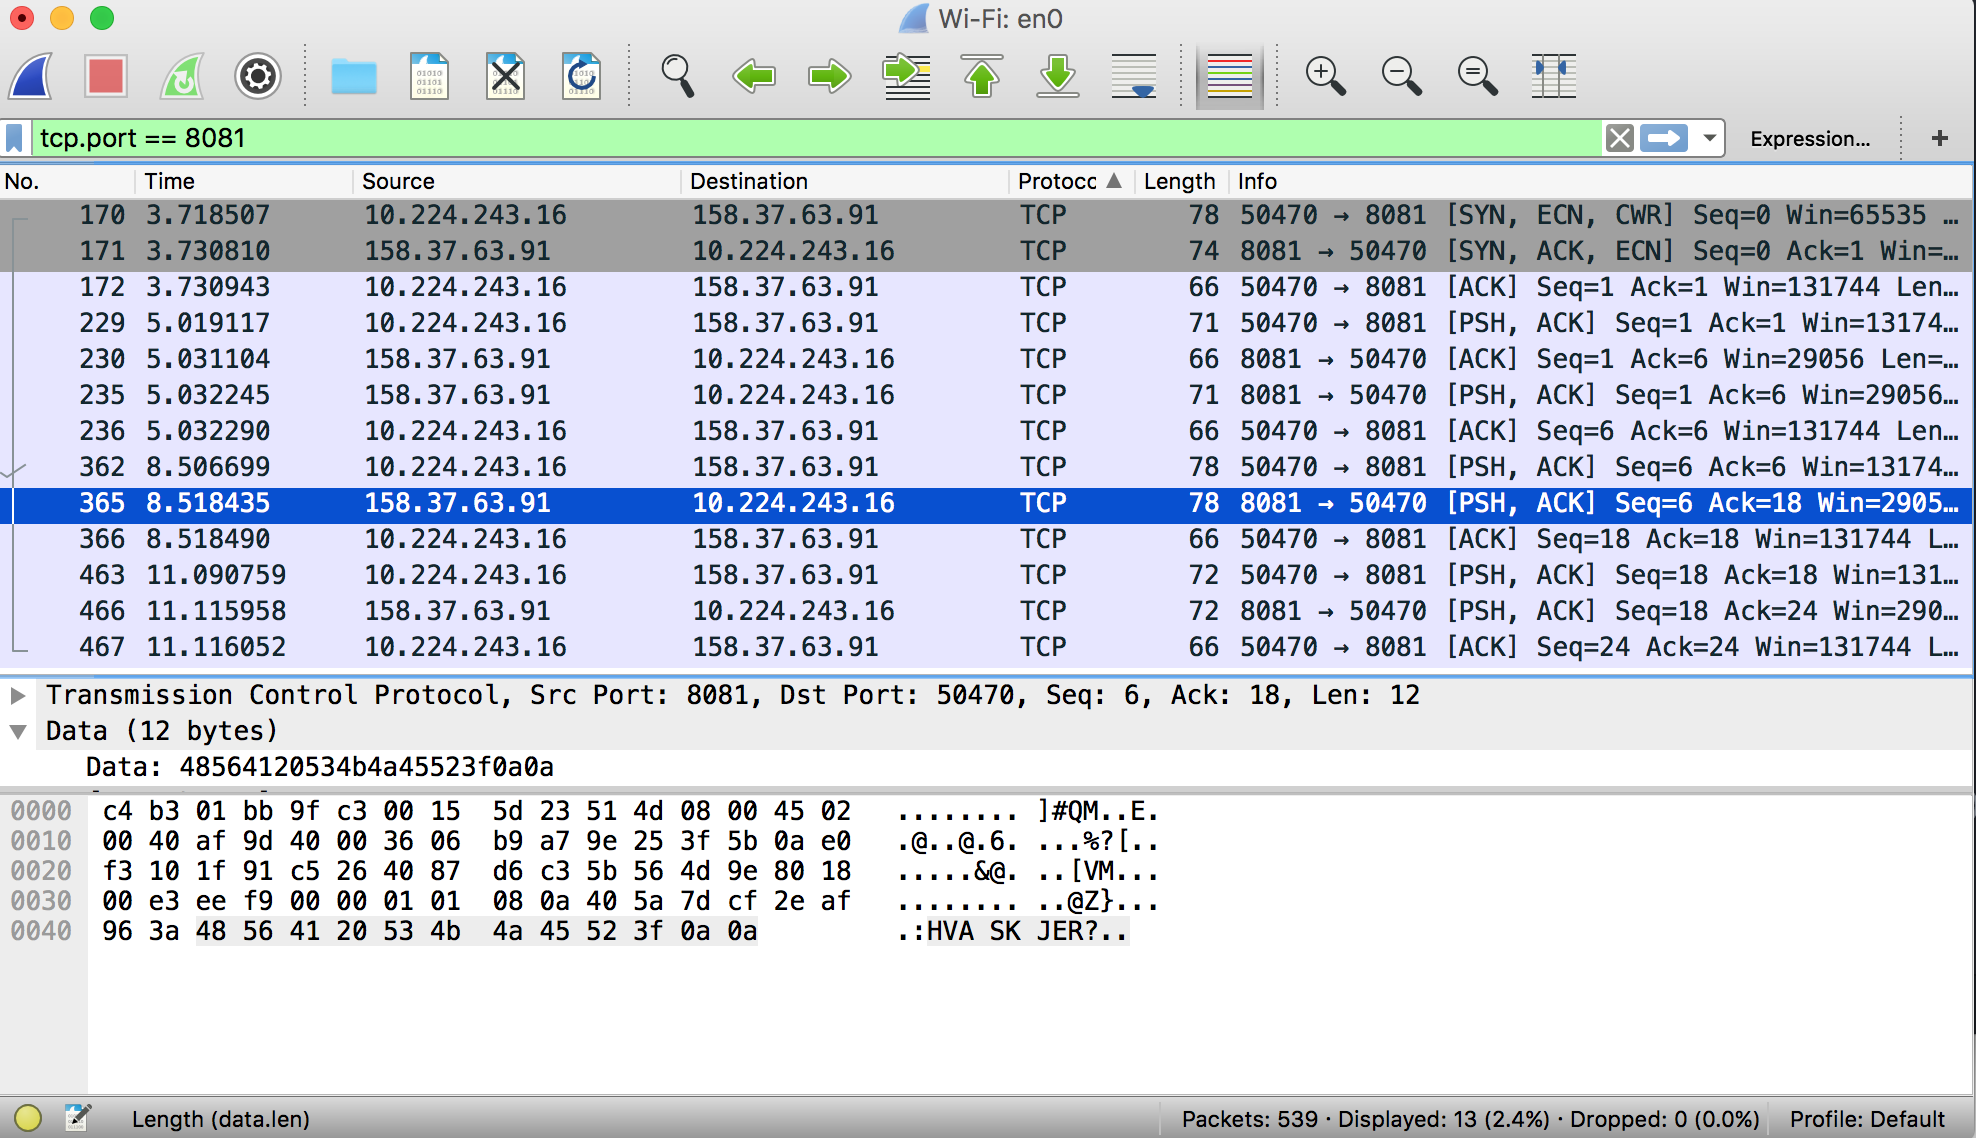 Wi-Fi: en0
tcp.port == 8081 Expression… +
No. Time Source Destination Protocc Length Info
170 3.718507 10.224.243.16 158.37.63.91 TCP 78 50470 → 8081 [SYN, ECN, CWR] Seq=0 Win=65535 …
171 3.730810 158.37.63.91 10.224.243.16 TCP 74 8081 → 50470 [SYN, ACK, ECN] Seq=0 Ack=1 Win=…
172 3.730943 10.224.243.16 158.37.63.91 TCP 66 50470 → 8081 [ACK] Seq=1 Ack=1 Win=131744 Len…
229 5.019117 10.224.243.16 158.37.63.91 TCP 71 50470 → 8081 [PSH, ACK] Seq=1 Ack=1 Win=13174…
230 5.031104 158.37.63.91 10.224.243.16 TCP 66 8081 → 50470 [ACK] Seq=1 Ack=6 Win=29056 Len=…
235 5.032245 158.37.63.91 10.224.243.16 TCP 71 8081 → 50470 [PSH, ACK] Seq=1 Ack=6 Win=29056…
236 5.032290 10.224.243.16 158.37.63.91 TCP 66 50470 → 8081 [ACK] Seq=6 Ack=6 Win=131744 Len…
362 8.506699 10.224.243.16 158.37.63.91 TCP 78 50470 → 8081 [PSH, ACK] Seq=6 Ack=6 Win=13174…
365 8.518435 158.37.63.91 10.224.243.16 TCP 78 8081 → 50470 [PSH, ACK] Seq=6 Ack=18 Win=2905…
366 8.518490 10.224.243.16 158.37.63.91 TCP 66 50470 → 8081 [ACK] Seq=18 Ack=18 Win=131744 L…
463 11.090759 10.224.243.16 158.37.63.91 TCP 72 50470 → 8081 [PSH, ACK] Seq=18 Ack=18 Win=131…
466 11.115958 158.37.63.91 10.224.243.16 TCP 72 8081 → 50470 [PSH, ACK] Seq=18 Ack=24 Win=290…
467 11.116052 10.224.243.16 158.37.63.91 TCP 66 50470 → 8081 [ACK] Seq=24 Ack=24 Win=131744 L…
Transmission Control Protocol, Src Port: 8081, Dst Port: 50470, Seq: 6, Ack: 18, Len: 12
Data (12 bytes)
Data: 48564120534b4a45523f0a0a
0000 c4 b3 01 bb 9f c3 00 15 5d 23 51 4d 08 00 45 02 ........ ]#QM..E.
0010 00 40 af 9d 40 00 36 06 b9 a7 9e 25 3f 5b 0a e0 .@..@.6. ...%?[..
0020 f3 10 1f 91 c5 26 40 87 d6 c3 5b 56 4d 9e 80 18 .....&@. ..[VM...
0030 00 e3 ee f9 00 00 01 01 08 0a 40 5a 7d cf 2e af ........ ..@Z}...
0040 96 3a 48 56 41 20 53 4b 4a 45 52 3f 0a 0a .:HVA SK JER?..
Length (data.len) Packets: 539 · Displayed: 13 (2.4%) · Dropped: 0 (0.0%) Profile: Default